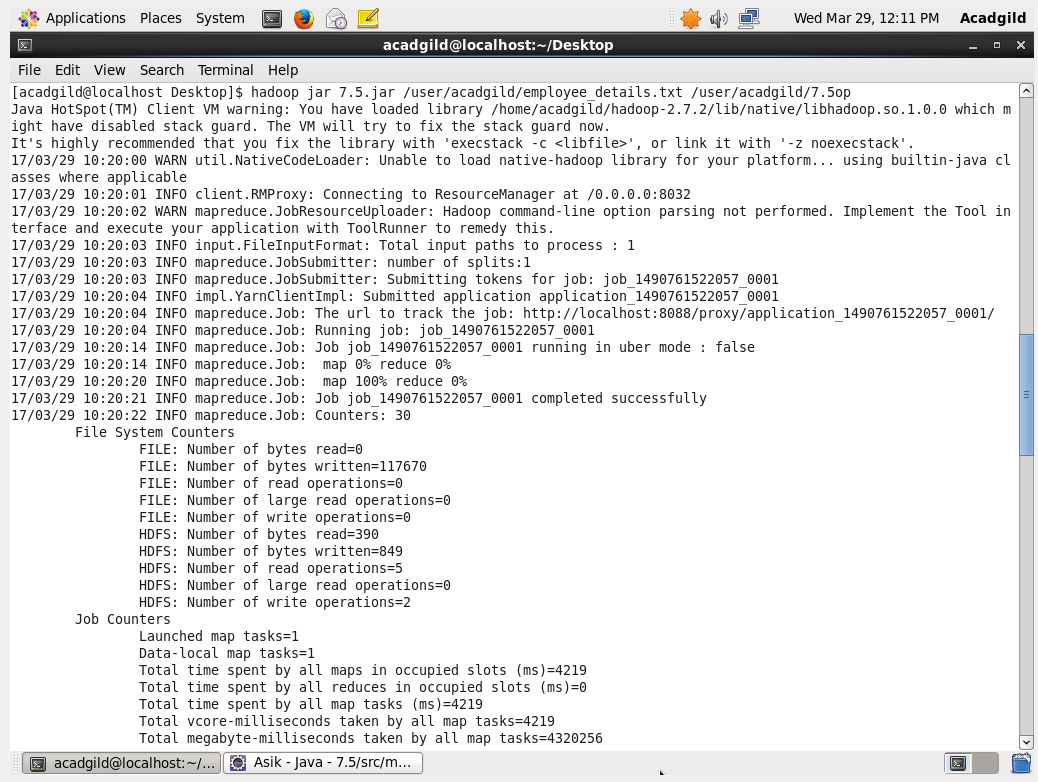 Applications Places System Wed Mar 29, 12:11 PM Acadgild
acadgild@localhost:~/Desktop
File Edit View Search Terminal Help
[acadgild@localhost Desktop]$ hadoop jar 7.5.jar /user/acadgild/employee_details.txt /user/acadgild/7.5op
Java HotSpot(TM) Client VM warning: You have loaded library /home/acadgild/hadoop-2.7.2/lib/native/libhadoop.so.1.0.0 which m
ight have disabled stack guard. The VM will try to fix the stack guard now.
It's highly recommended that you fix the library with 'execstack -c <libfile>', or link it with '-z noexecstack'.
17/03/29 10:20:00 WARN util.NativeCodeLoader: Unable to load native-hadoop library for your platform... using builtin-java cl
asses where applicable
17/03/29 10:20:01 INFO client.RMProxy: Connecting to ResourceManager at /0.0.0.0:8032
17/03/29 10:20:02 WARN mapreduce.JobResourceUploader: Hadoop command-line option parsing not performed. Implement the Tool in
terface and execute your application with ToolRunner to remedy this.
17/03/29 10:20:03 INFO input.FileInputFormat: Total input paths to process : 1
17/03/29 10:20:03 INFO mapreduce.JobSubmitter: number of splits:1
17/03/29 10:20:03 INFO mapreduce.JobSubmitter: Submitting tokens for job: job_1490761522057_0001
17/03/29 10:20:04 INFO impl.YarnClientImpl: Submitted application application_1490761522057_0001
17/03/29 10:20:04 INFO mapreduce.Job: The url to track the job: http://localhost:8088/proxy/application_1490761522057_0001/
17/03/29 10:20:04 INFO mapreduce.Job: Running job: job_1490761522057_0001
17/03/29 10:20:14 INFO mapreduce.Job: Job job_1490761522057_0001 running in uber mode : false
17/03/29 10:20:14 INFO mapreduce.Job:  map 0% reduce 0%
17/03/29 10:20:20 INFO mapreduce.Job:  map 100% reduce 0%
17/03/29 10:20:21 INFO mapreduce.Job: Job job_1490761522057_0001 completed successfully
17/03/29 10:20:22 INFO mapreduce.Job: Counters: 30
File System Counters
FILE: Number of bytes read=0
FILE: Number of bytes written=117670
FILE: Number of read operations=0
FILE: Number of large read operations=0
FILE: Number of write operations=0
HDFS: Number of bytes read=390
HDFS: Number of bytes written=849
HDFS: Number of read operations=5
HDFS: Number of large read operations=0
HDFS: Number of write operations=2
Job Counters
Launched map tasks=1
Data-local map tasks=1
Total time spent by all maps in occupied slots (ms)=4219
Total time spent by all reduces in occupied slots (ms)=0
Total time spent by all map tasks (ms)=4219
Total vcore-milliseconds taken by all map tasks=4219
Total megabyte-milliseconds taken by all map tasks=4320256
acadgild@localhost:~/... Asik - Java - 7.5/src/m...